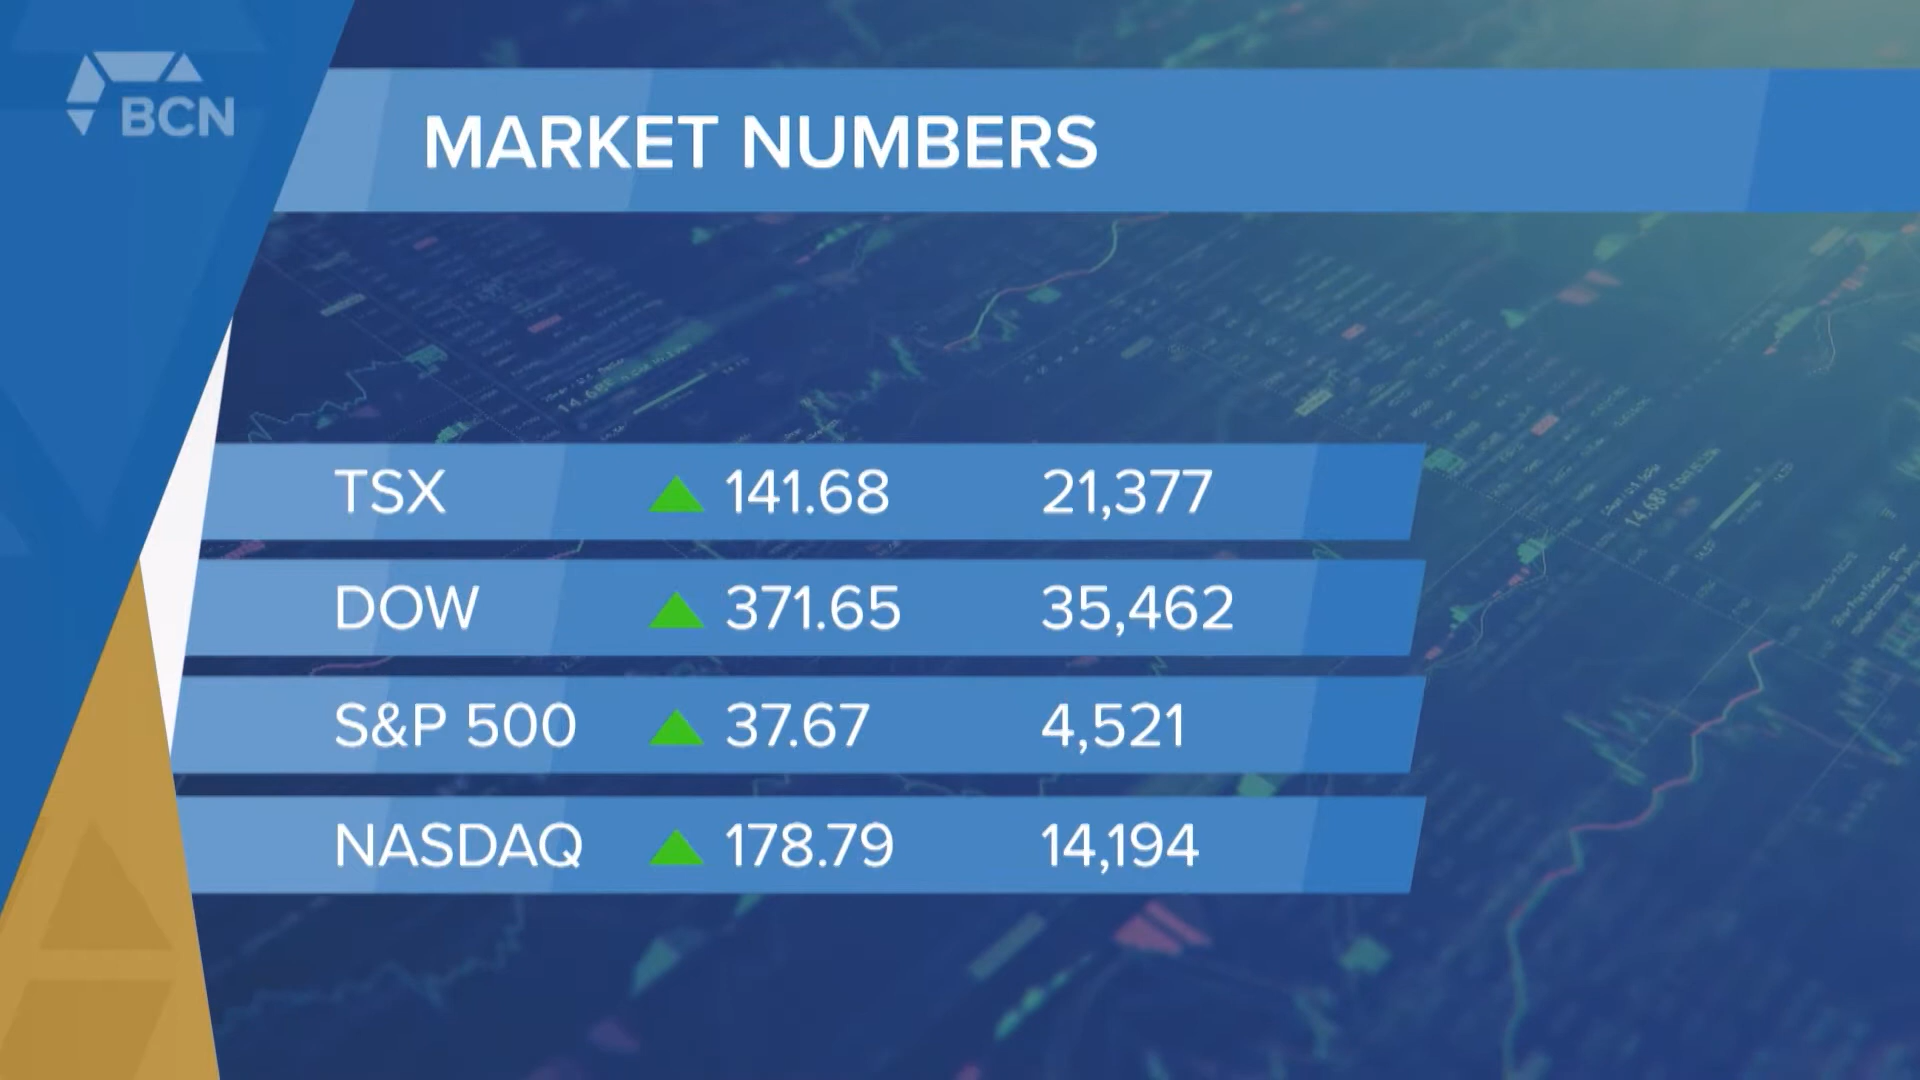 BCN
MARKET NUMBERS
TSX 141.68 21,377
DOW 371.65 35,462
S&P 500 37.67 4,521
NASDAQ 178.79 14,194